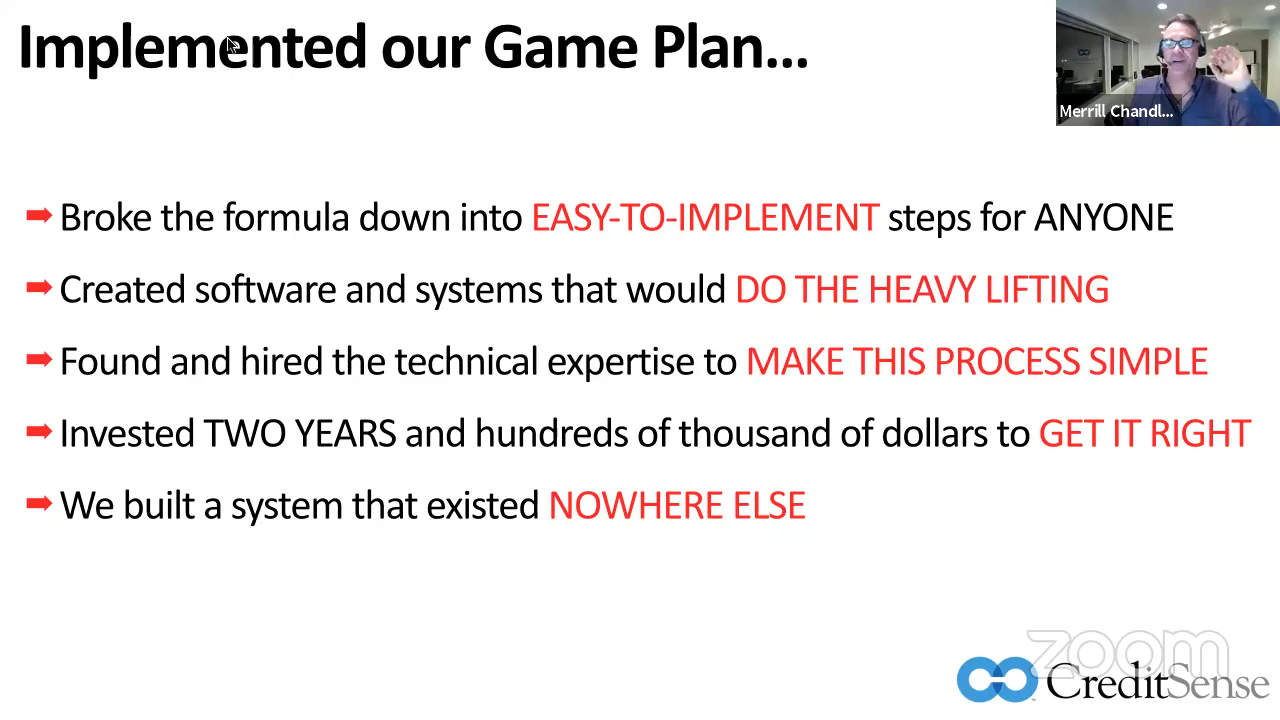 Implemented our Game Plan...
Merrill Chandl...
Broke the formula down into EASY-TO-IMPLEMENT steps for ANYONE
Created software and systems that would DO THE HEAVY LIFTING
Found and hired the technical expertise to MAKE THIS PROCESS SIMPLE
Invested TWO YEARS and hundreds of thousand of dollars to GET IT RIGHT
We built a system that existed NOWHERE ELSE
zoom
CreditSense